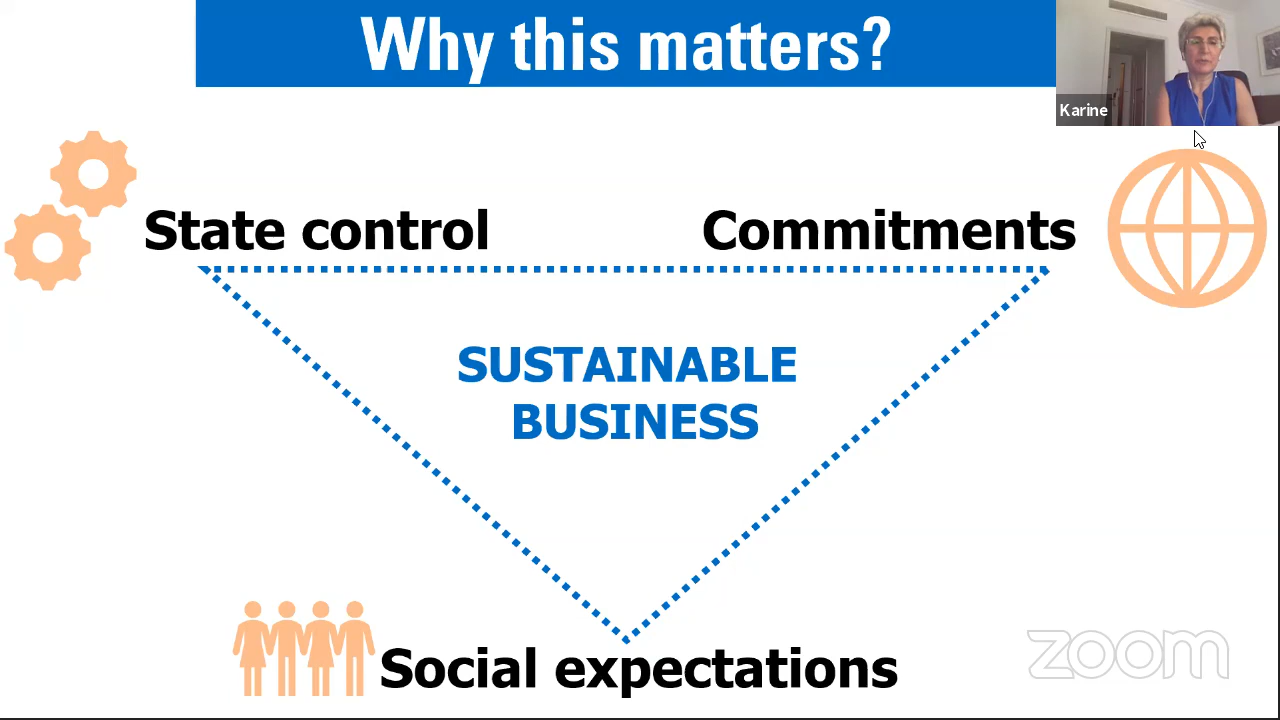 Why this matters?
Karine
State control
Commitments
SUSTAINABLE
BUSINESS
Social expectations
zoom